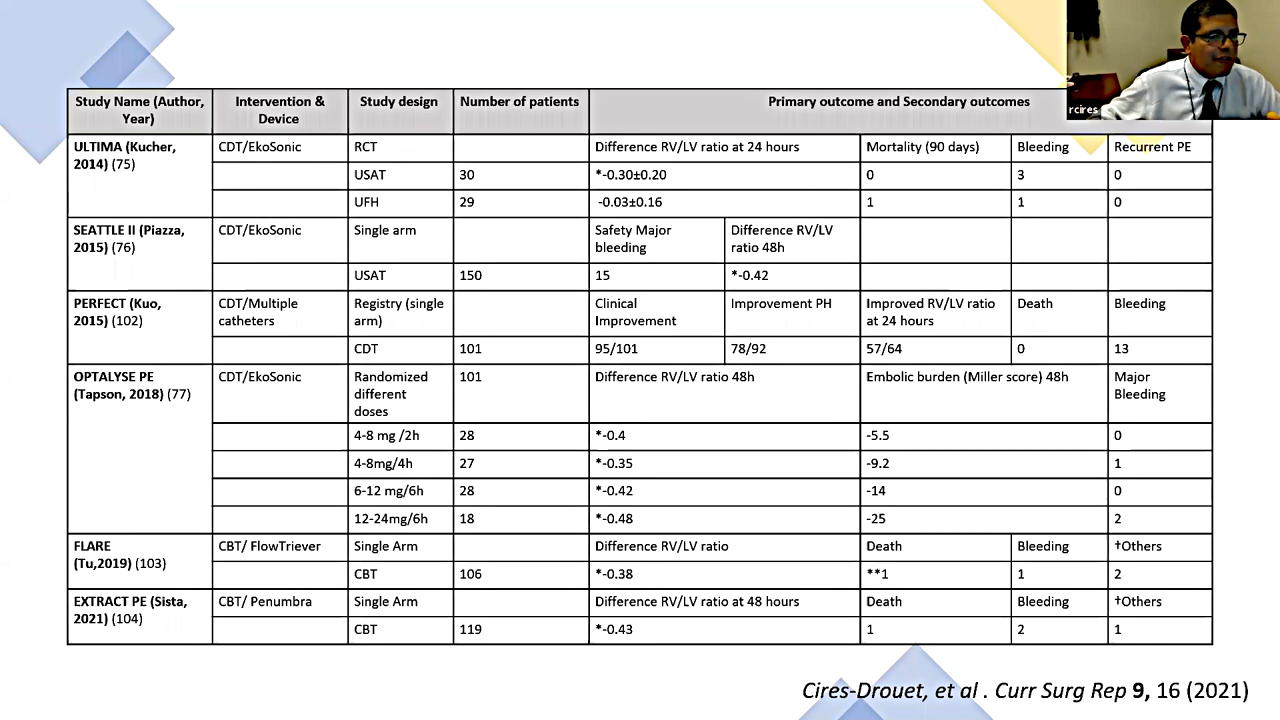 Study Name (Author, Year) Intervention & Device Study design Number of patients Primary outcome and Secondary outcomes
rcires
ULTIMA (Kucher, 2014) (75) CDT/EkoSonic RCT Difference RV/LV ratio at 24 hours Mortality (90 days) Bleeding Recurrent PE
USAT 30 *-0.30±0.20 0 3 0
UFH 29 -0.03±0.16 1 1 0
SEATTLE II (Piazza, 2015) (76) CDT/EkoSonic Single arm Safety Major bleeding Difference RV/LV ratio 48h
USAT 150 15 *-0.42
PERFECT (Kuo, 2015) (102) CDT/Multiple catheters Registry (single arm) Clinical Improvement Improvement PH Improved RV/LV ratio at 24 hours Death Bleeding
CDT 101 95/101 78/92 57/64 0 13
OPTALYSE PE (Tapson, 2018) (77) CDT/EkoSonic Randomized different doses 101 Difference RV/LV ratio 48h Embolic burden (Miller score) 48h Major Bleeding
4-8 mg /2h 28 *-0.4 -5.5 0
4-8mg/4h 27 *-0.35 -9.2 1
6-12 mg/6h 28 *-0.42 -14 0
12-24mg/6h 18 *-0.48 -25 2
FLARE (Tu,2019) (103) CBT/ FlowTriever Single Arm Difference RV/LV ratio Death Bleeding †Others
CBT 106 *-0.38 **1 1 2
EXTRACT PE (Sista, 2021) (104) CBT/ Penumbra Single Arm Difference RV/LV ratio at 48 hours Death Bleeding †Others
CBT 119 *-0.43 1 2 1
Cires-Drouet, et al . Curr Surg Rep 9, 16 (2021)